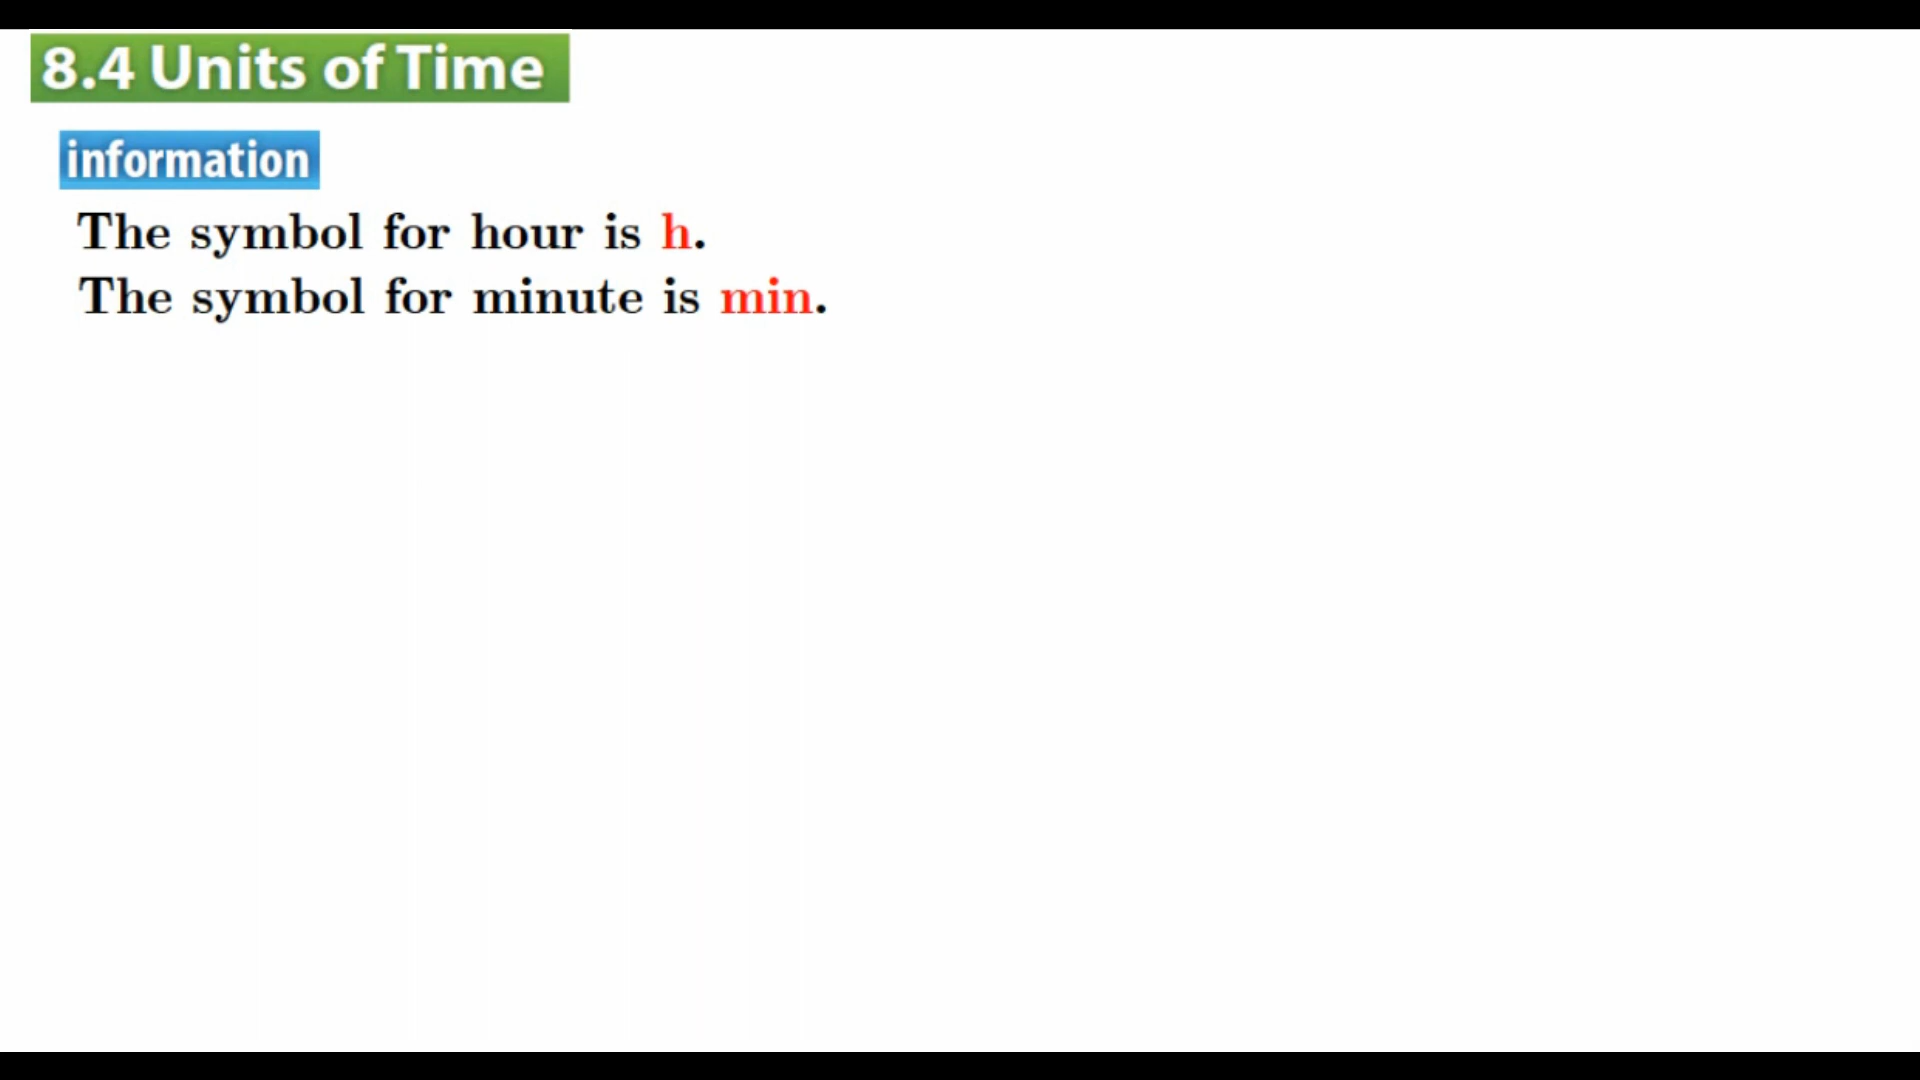 8.4 Units of Time
information
The symbol for hour is h.
The symbol for minute is min.